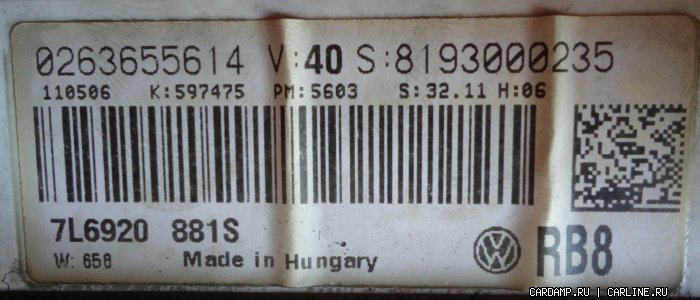 0263655614 V:40 S:8193000235
110506 K:597475 PM:5603 S:32.11 H:06
7L6920 881S
W: 656 Made in Hungary
RB8
CARDAMP.RU | CARLINE.RU